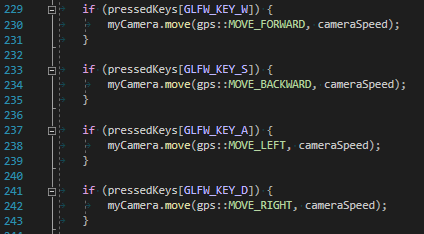 229 if (pressedKeys[GLFW_KEY_W]) {
230 myCamera.move(gps::MOVE_FORWARD, cameraSpeed);
231 }
232
233 if (pressedKeys[GLFW_KEY_S]) {
234 myCamera.move(gps::MOVE_BACKWARD, cameraSpeed);
235 }
236
237 if (pressedKeys[GLFW_KEY_A]) {
238 myCamera.move(gps::MOVE_LEFT, cameraSpeed);
239 }
240
241 if (pressedKeys[GLFW_KEY_D]) {
242 myCamera.move(gps::MOVE_RIGHT, cameraSpeed);
243 }